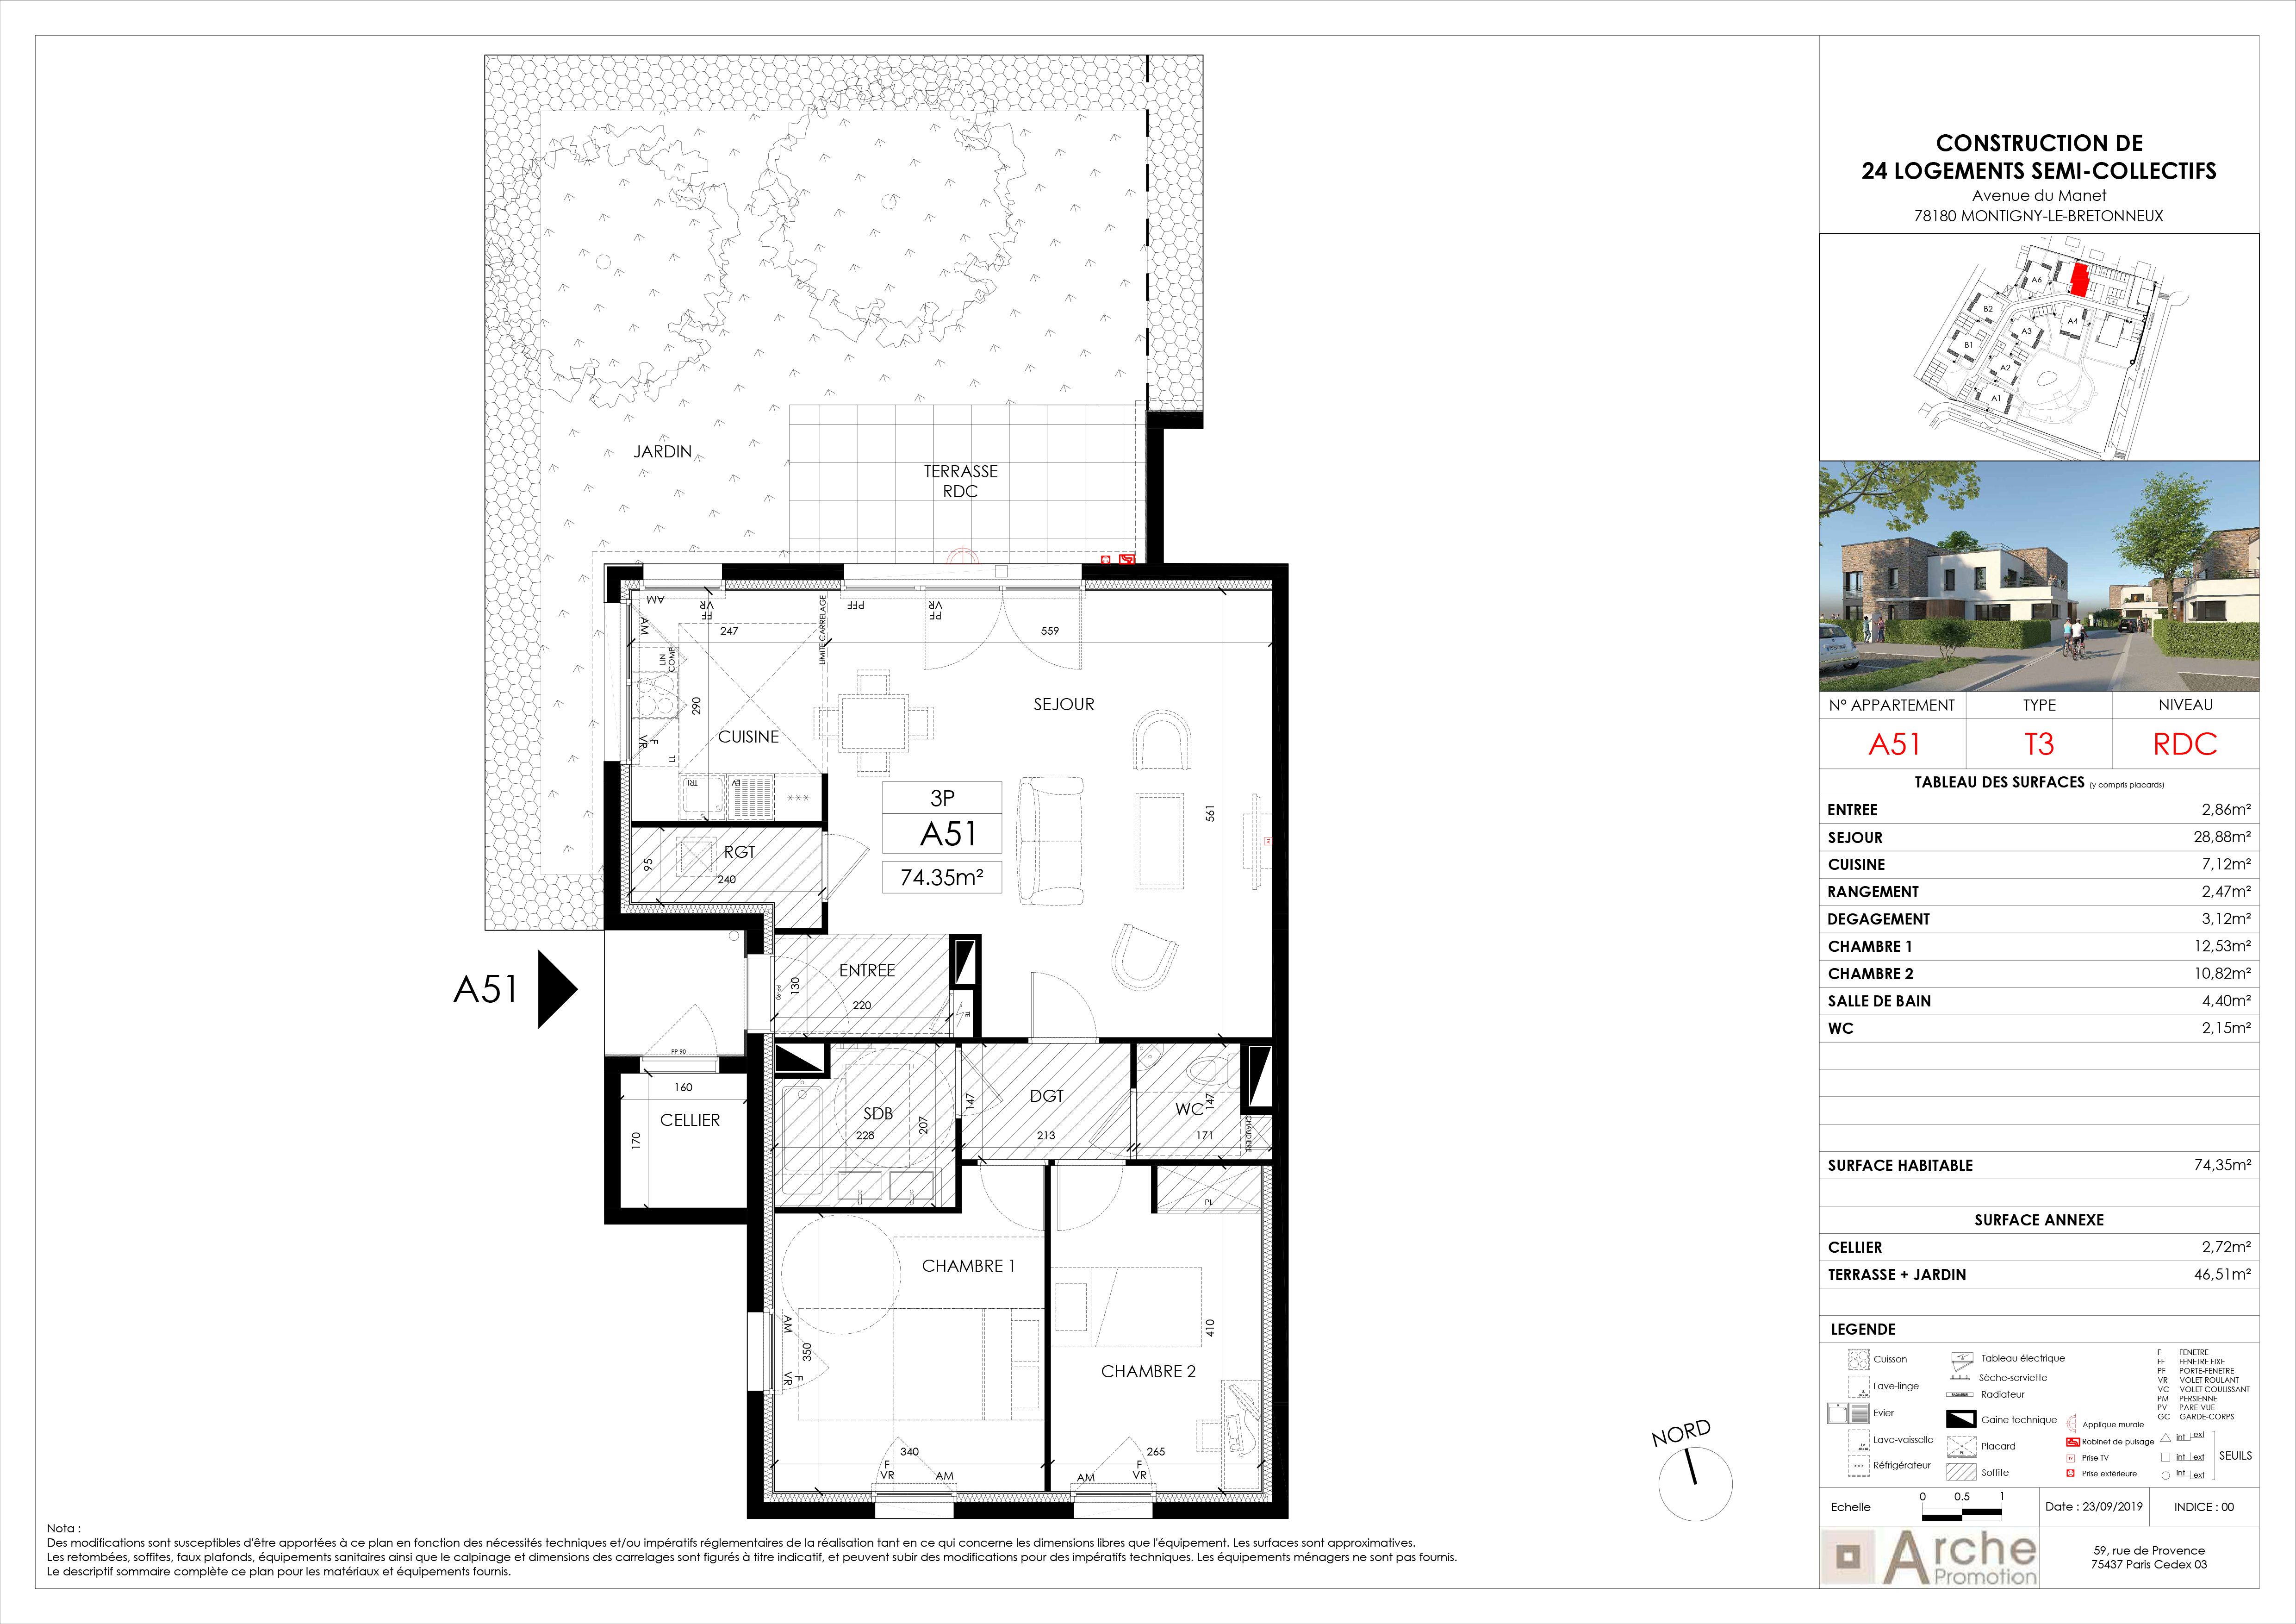 JARDIN
TERRASSE
RDC
AM
VR
FF
PFF
VR
PF
AM
247
LIMITE CARRELAGE
559
LIN
COMP
290
SEJOUR
CUISINE
F
VR
LL
TRI
LV
3P
A51
74.35m²
561
RGT
95
240
A51
ENTREE
130
PP-90
220
TE
PP-90
160
CELLIER
170
SDB
228
207
147
DGT
213
WC
147
171
CHAUDIERE
PL
CHAMBRE 1
AM
350
F
VR
410
CHAMBRE 2
340
265
F
VR
AM
AM
F
VR
NORD
Nota :
Des modifications sont susceptibles d'être apportées à ce plan en fonction des nécessités techniques et/ou impératifs réglementaires de la réalisation tant en ce qui concerne les dimensions libres que l'équipement. Les surfaces sont approximatives.
Les retombées, soffites, faux plafonds, équipements sanitaires ainsi que le calpinage et dimensions des carrelages sont figurés à titre indicatif, et peuvent subir des modifications pour des impératifs techniques. Les équipements ménagers ne sont pas fournis.
Le descriptif sommaire complète ce plan pour les matériaux et équipements fournis.
CONSTRUCTION DE
24 LOGEMENTS SEMI-COLLECTIFS
Avenue du Manet
78180 MONTIGNY-LE-BRETONNEUX
A6
B2
A3
A4
B1
A2
A1
N° APPARTEMENT TYPE NIVEAU
A51 T3 RDC
TABLEAU DES SURFACES (y compris placards)
ENTREE 2,86m²
SEJOUR 28,88m²
CUISINE 7,12m²
RANGEMENT 2,47m²
DEGAGEMENT 3,12m²
CHAMBRE 1 12,53m²
CHAMBRE 2 10,82m²
SALLE DE BAIN 4,40m²
WC 2,15m²
SURFACE HABITABLE 74,35m²
SURFACE ANNEXE
CELLIER 2,72m²
TERRASSE + JARDIN 46,51m²
LEGENDE
Cuisson
Lave-linge
Evier
Lave-vaisselle
Réfrigérateur
Tableau électrique
Sèche-serviette
RADIATEUR Radiateur
Gaine technique
Placard
Soffite
Applique murale
Robinet de puisage
Prise TV
Prise extérieure
F FENETRE
FF FENETRE FIXE
PF PORTE-FENETRE
VR VOLET ROULANT
VC VOLET COULISSANT
PM PERSIENNE
PV PARE-VUE
GC GARDE-CORPS
int ext
int ext
int ext
SEUILS
Echelle 0 0.5 1
Date : 23/09/2019
INDICE : 00
Arche
Promotion
59, rue de Provence
75437 Paris Cedex 03